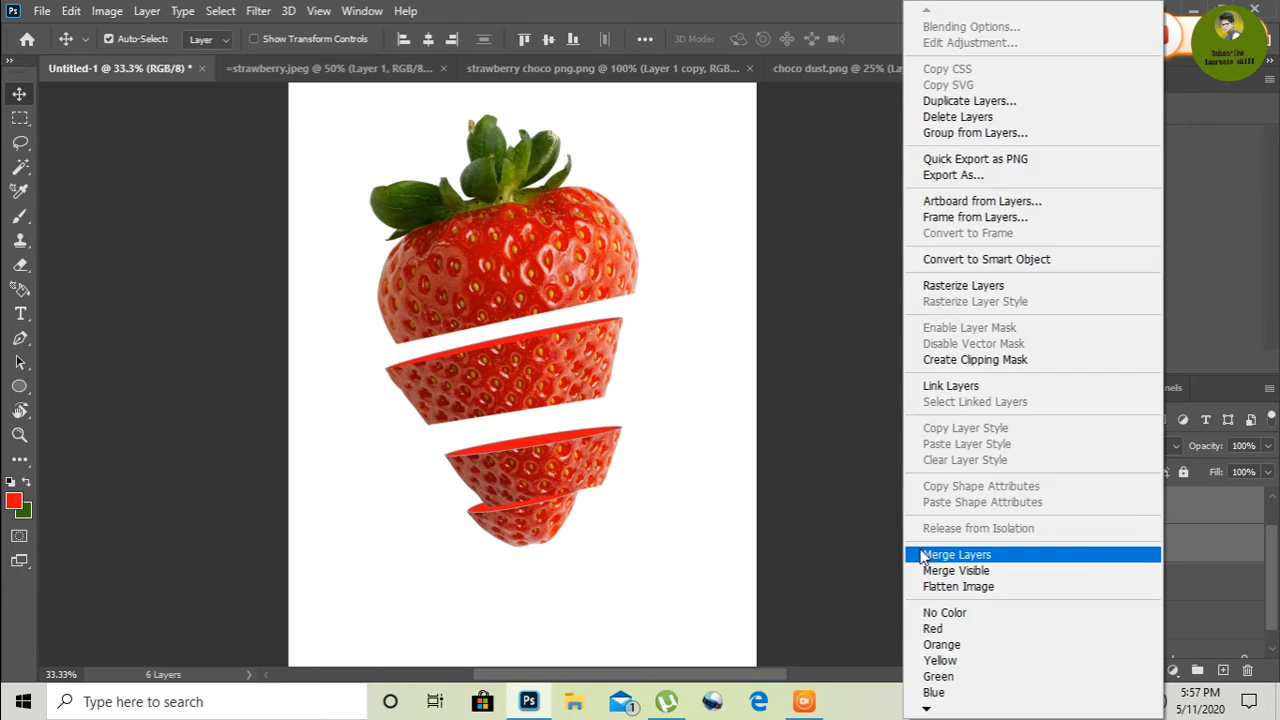 Ps File Edit Image Layer Type Select Filter 3D View Window Help
Auto-Select: Layer Show Transform Controls 3D Mode:
Untitled-1 @ 33.3% (RGB/8) * × =strawberry.jpeg @ 50% (Layer 1, RGB/8... × strawberry choco png.png @ 100% (Layer 1 copy, RGB... × choco dust.png @ 25% (La
Blending Options...
Edit Adjustment...
Copy CSS
Copy SVG
Duplicate Layers...
Delete Layers
Group from Layers...
Quick Export as PNG
Export As...
Artboard from Layers...
Frame from Layers...
Convert to Frame
Convert to Smart Object
Rasterize Layers
Rasterize Layer Style
Enable Layer Mask
Disable Vector Mask
Create Clipping Mask
Link Layers
Select Linked Layers
Copy Layer Style
Paste Layer Style
Clear Layer Style
Copy Shape Attributes
Paste Shape Attributes
Release from Isolation
Merge Layers
Merge Visible
Flatten Image
No Color
Red
Orange
Yellow
Green
Blue
Subscribe
Increase skill
nels
Opacity: 100%
Fill: 100%
33.33% 6 Layers
Type here to search
Ps
1
5:57 PM
5/11/2020